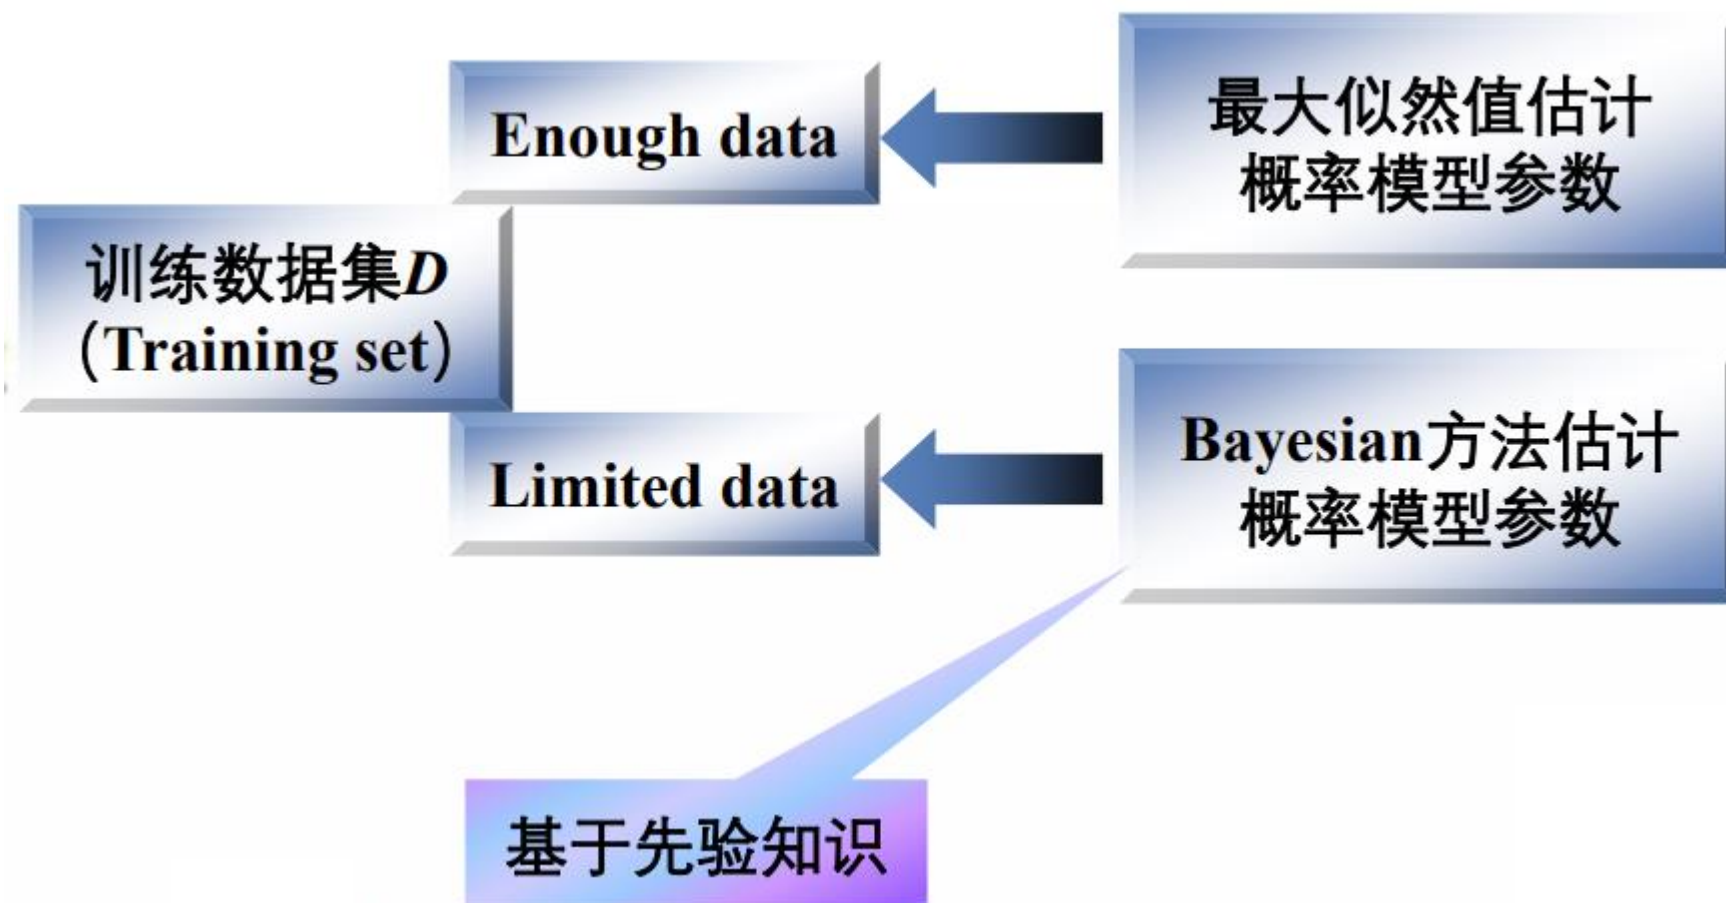 Enough data
最大似然值估计
概率模型参数
训练数据集D
(Training set)
Limited data
Bayesian方法估计
概率模型参数
基于先验知识